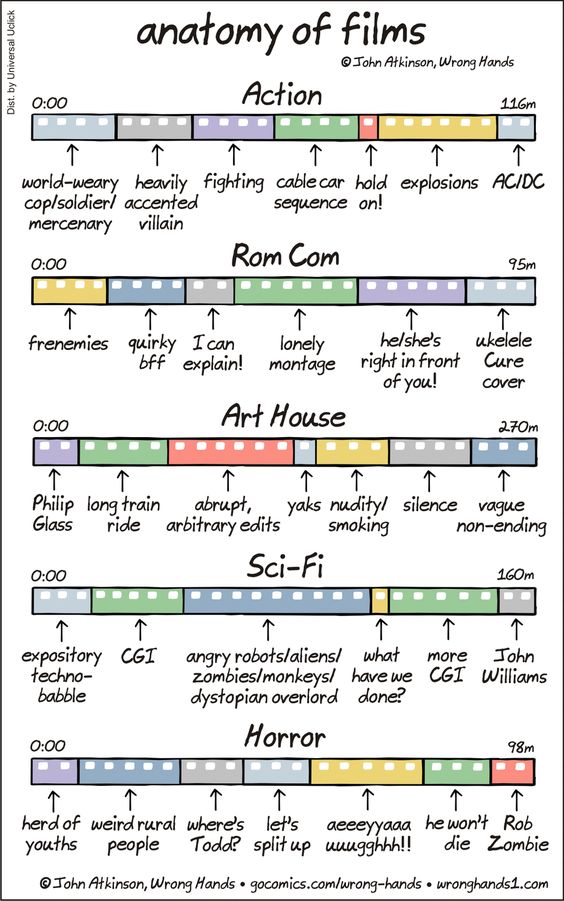 Dist. by Universal Uclick
anatomy of films
© John Atkinson, Wrong Hands
Action
0:00
116m
world-weary
cop/soldier/
mercenary
heavily
accented
villain
fighting
cable car
sequence
hold
on!
explosions
AC/DC
Rom Com
0:00
95m
frenemies
quirky
bff
I can
explain!
lonely
montage
he/she's
right in front
of you!
ukelele
Cure
cover
Art House
0:00
270m
Philip
Glass
long train
ride
abrupt,
arbitrary edits
yaks
nudity/
smoking
silence
vague
non-ending
Sci-Fi
0:00
160m
expository
techno-
babble
CGI
angry robots/aliens/
zombies/monkeys/
dystopian overlord
what
have we
done?
more
CGI
John
Williams
Horror
0:00
98m
herd of
youths
weird rural
people
where's
Todd?
let's
split up
aeeeyyaaa
uuuugghhh!!
he won't
die
Rob
Zombie
© John Atkinson, Wrong Hands • gocomics.com/wrong-hands • wronghands1.com